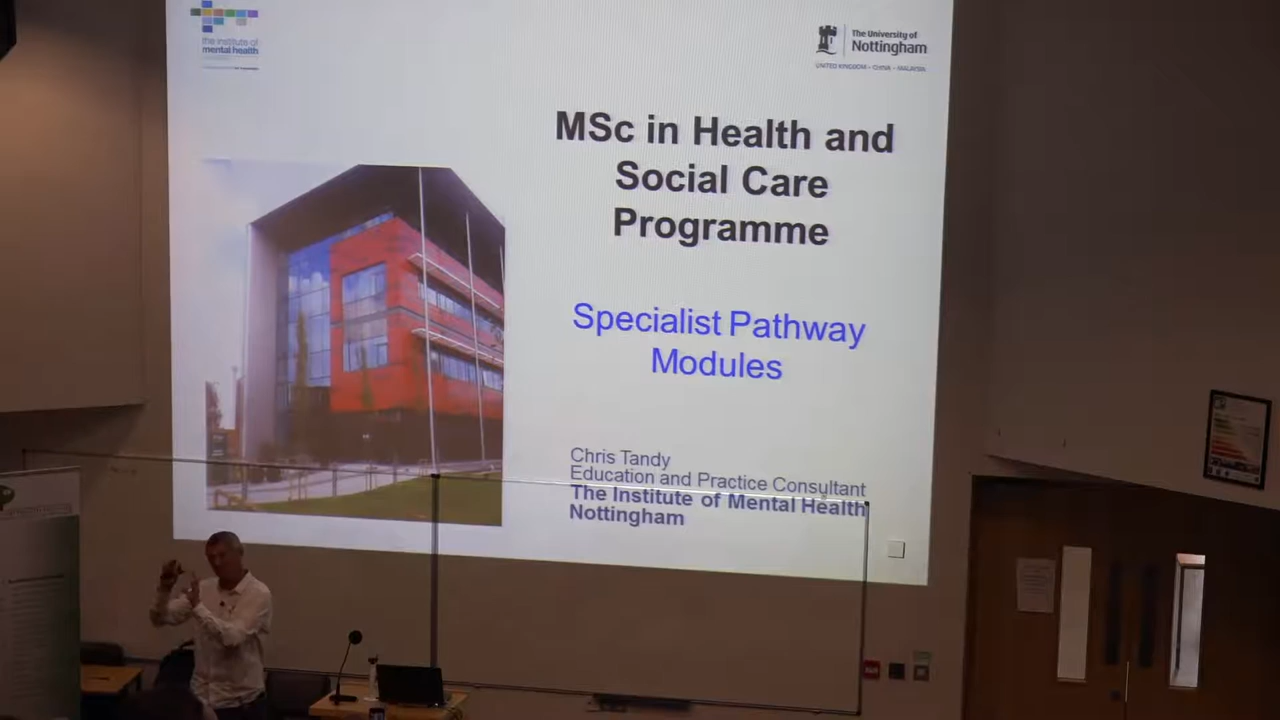 the institute of
mental health
The University of
Nottingham
UNITED KINGDOM • CHINA • MALAYSIA
MSc in Health and
Social Care
Programme
Specialist Pathway
Modules
Chris Tandy
Education and Practice Consultant
The Institute of Mental Health
Nottingham